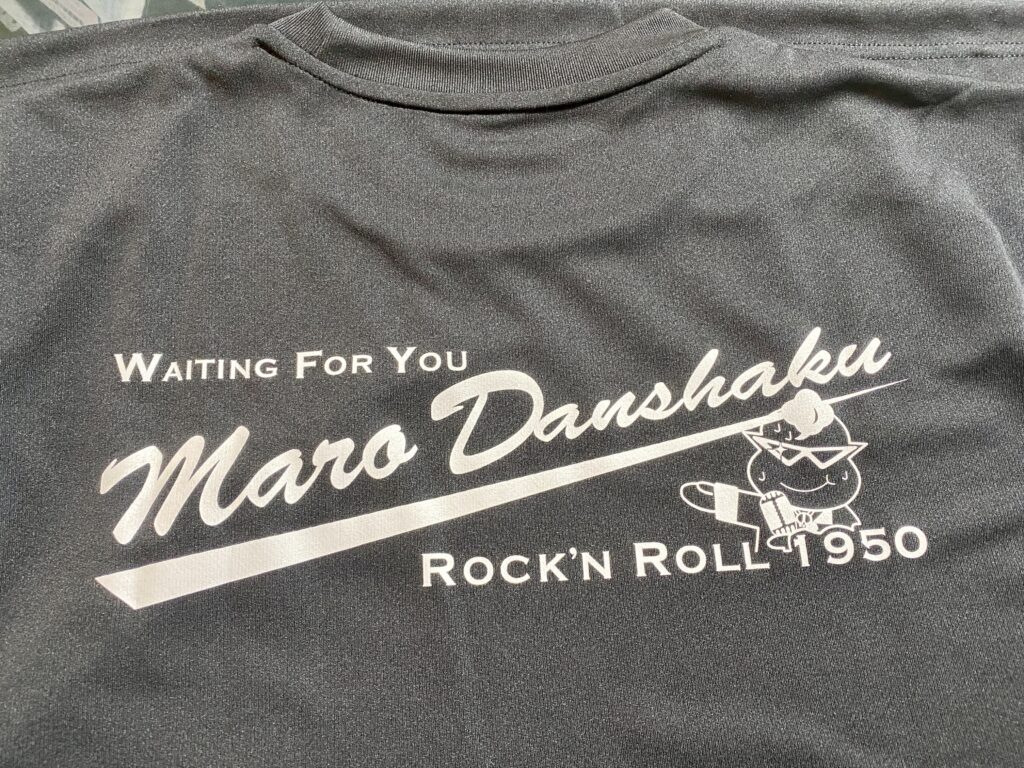 WAITING FOR YOU
Maro Danshaku
ROCK'N ROLL 1950